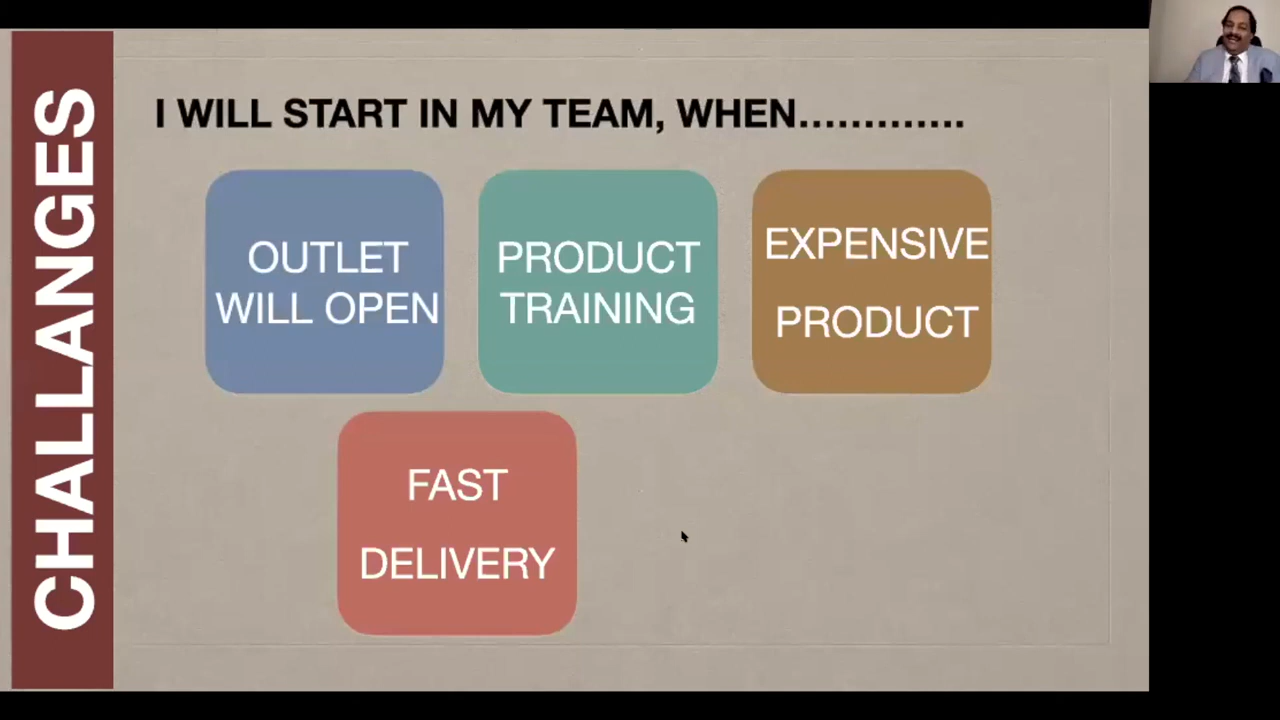 CHALLANGES
I WILL START IN MY TEAM, WHEN.............
OUTLET
WILL OPEN
PRODUCT
TRAINING
EXPENSIVE
PRODUCT
FAST
DELIVERY